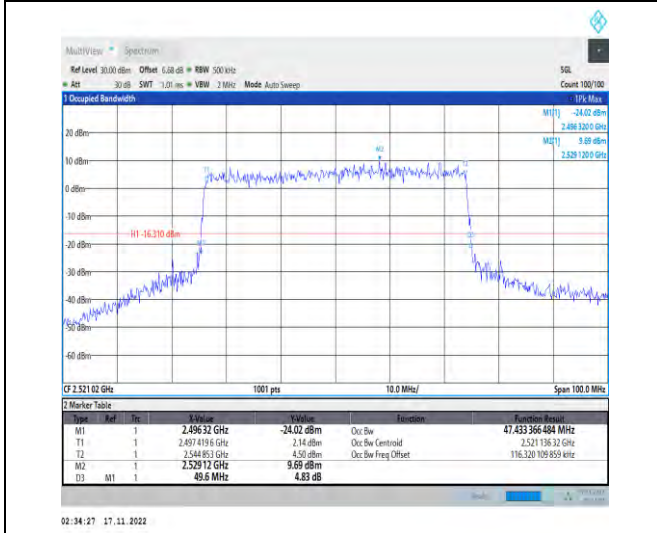 MultiView Spectrum
Ref Level 30.00 dBm Offset 6.68 dB RBW 500 kHz SGL
Att 30 dB SWT 1.01 ms VBW 2 MHz Mode Auto Sweep Count 100/100
1 Occupied Bandwidth 1Pk Max
M1[1] -24.02 dBm
2.496 320 0 GHz
M2[1] 9.69 dBm
2.529 120 0 GHz
20 dBm
M2
10 dBm
0 dBm
-10 dBm
H1 -16.310 dBm
-20 dBm
-30 dBm
-40 dBm
-50 dBm
-60 dBm
CF 2.521 02 GHz 1001 pts 10.0 MHz/ Span 100.0 MHz
2 Marker Table
Type Ref Trc X-Value Y-Value Function Function Result
M1 1 2.496 32 GHz -24.02 dBm Occ Bw 47.433 366 484 MHz
T1 1 2.497 419 6 GHz 2.14 dBm Occ Bw Centroid 2.521 136 32 GHz
T2 1 2.544 853 GHz 4.50 dBm Occ Bw Freq Offset 116.320 109 859 kHz
M2 1 2.529 12 GHz 9.69 dBm
D3 M1 1 49.6 MHz 4.83 dB
02:34:27 17.11.2022